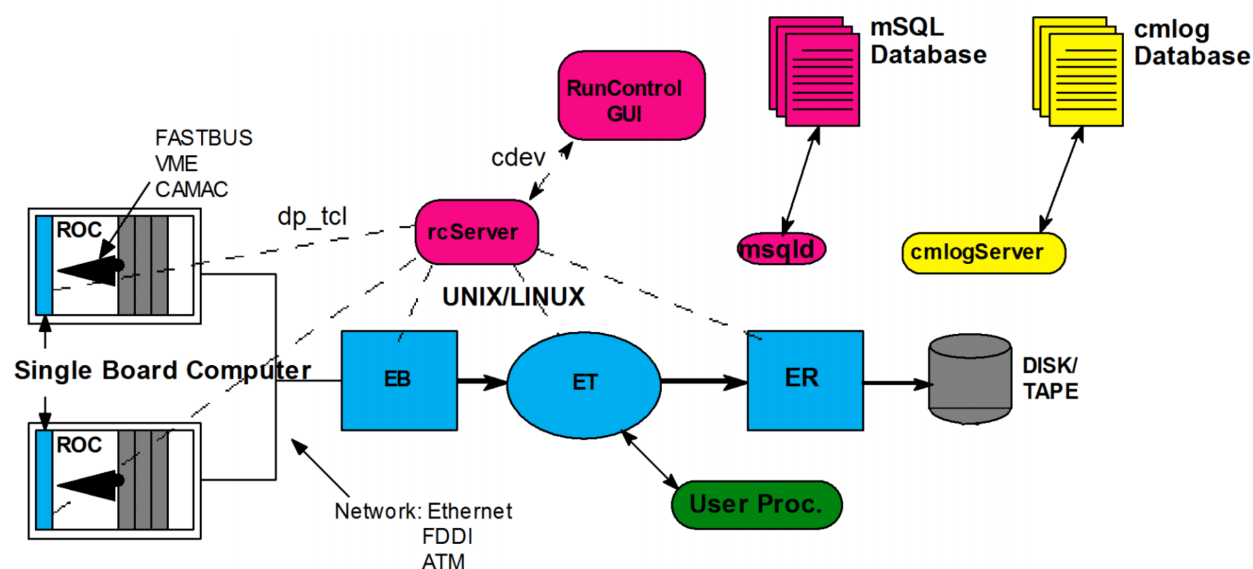 mSQL
Database
cmlog
Database
RunControl
GUI
FASTBUS
VME
CAMAC
cdev
dp_tcl
ROC
rcServer
msqld
cmlogServer
UNIX/LINUX
Single Board Computer
EB
ET
ER
DISK/
TAPE
ROC
User Proc.
Network: Ethernet
FDDI
ATM